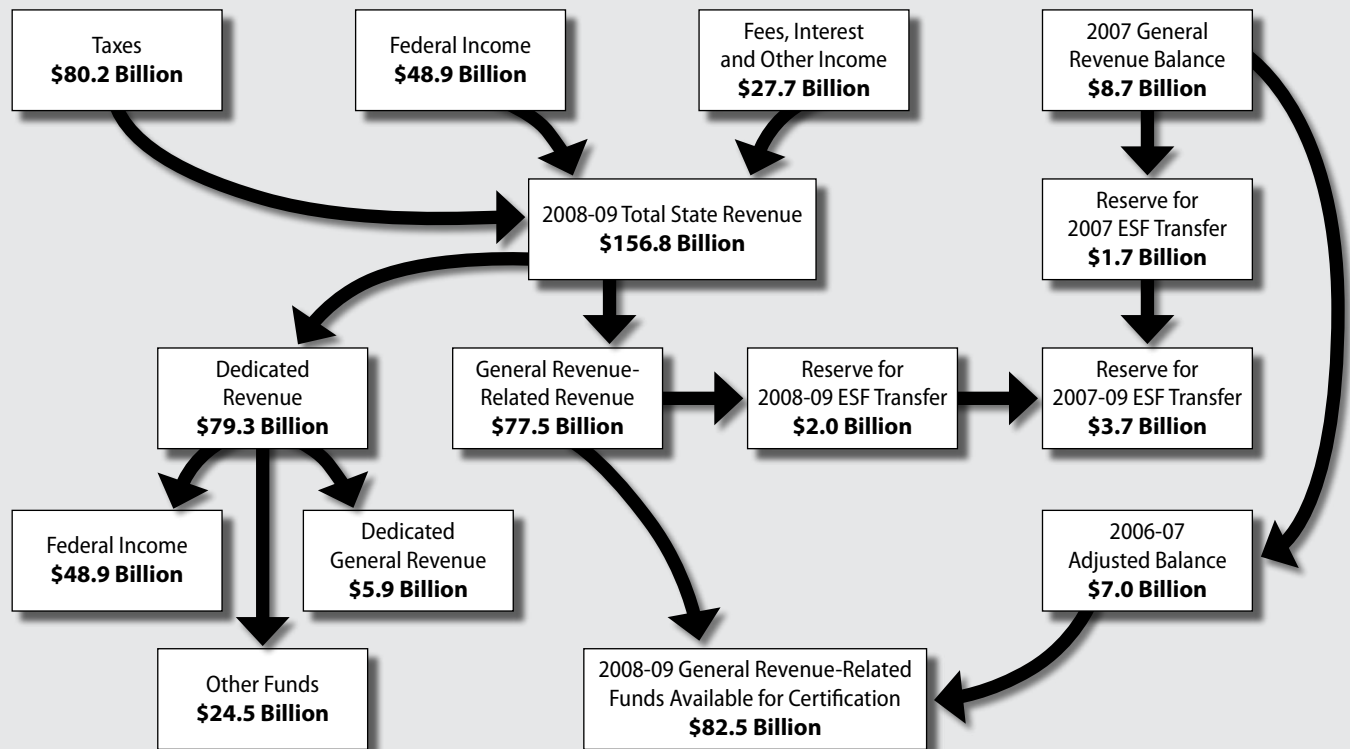 Taxes
$80.2 Billion
Federal Income
$48.9 Billion
Fees, Interest
and Other Income
$27.7 Billion
2007 General
Revenue Balance
$8.7 Billion
2008-09 Total State Revenue
$156.8 Billion
Reserve for
2007 ESF Transfer
$1.7 Billion
Dedicated
Revenue
$79.3 Billion
General Revenue-
Related Revenue
$77.5 Billion
Reserve for
2008-09 ESF Transfer
$2.0 Billion
Reserve for
2007-09 ESF Transfer
$3.7 Billion
Federal Income
$48.9 Billion
Dedicated
General Revenue
$5.9 Billion
2006-07
Adjusted Balance
$7.0 Billion
Other Funds
$24.5 Billion
2008-09 General Revenue-Related
Funds Available for Certification
$82.5 Billion